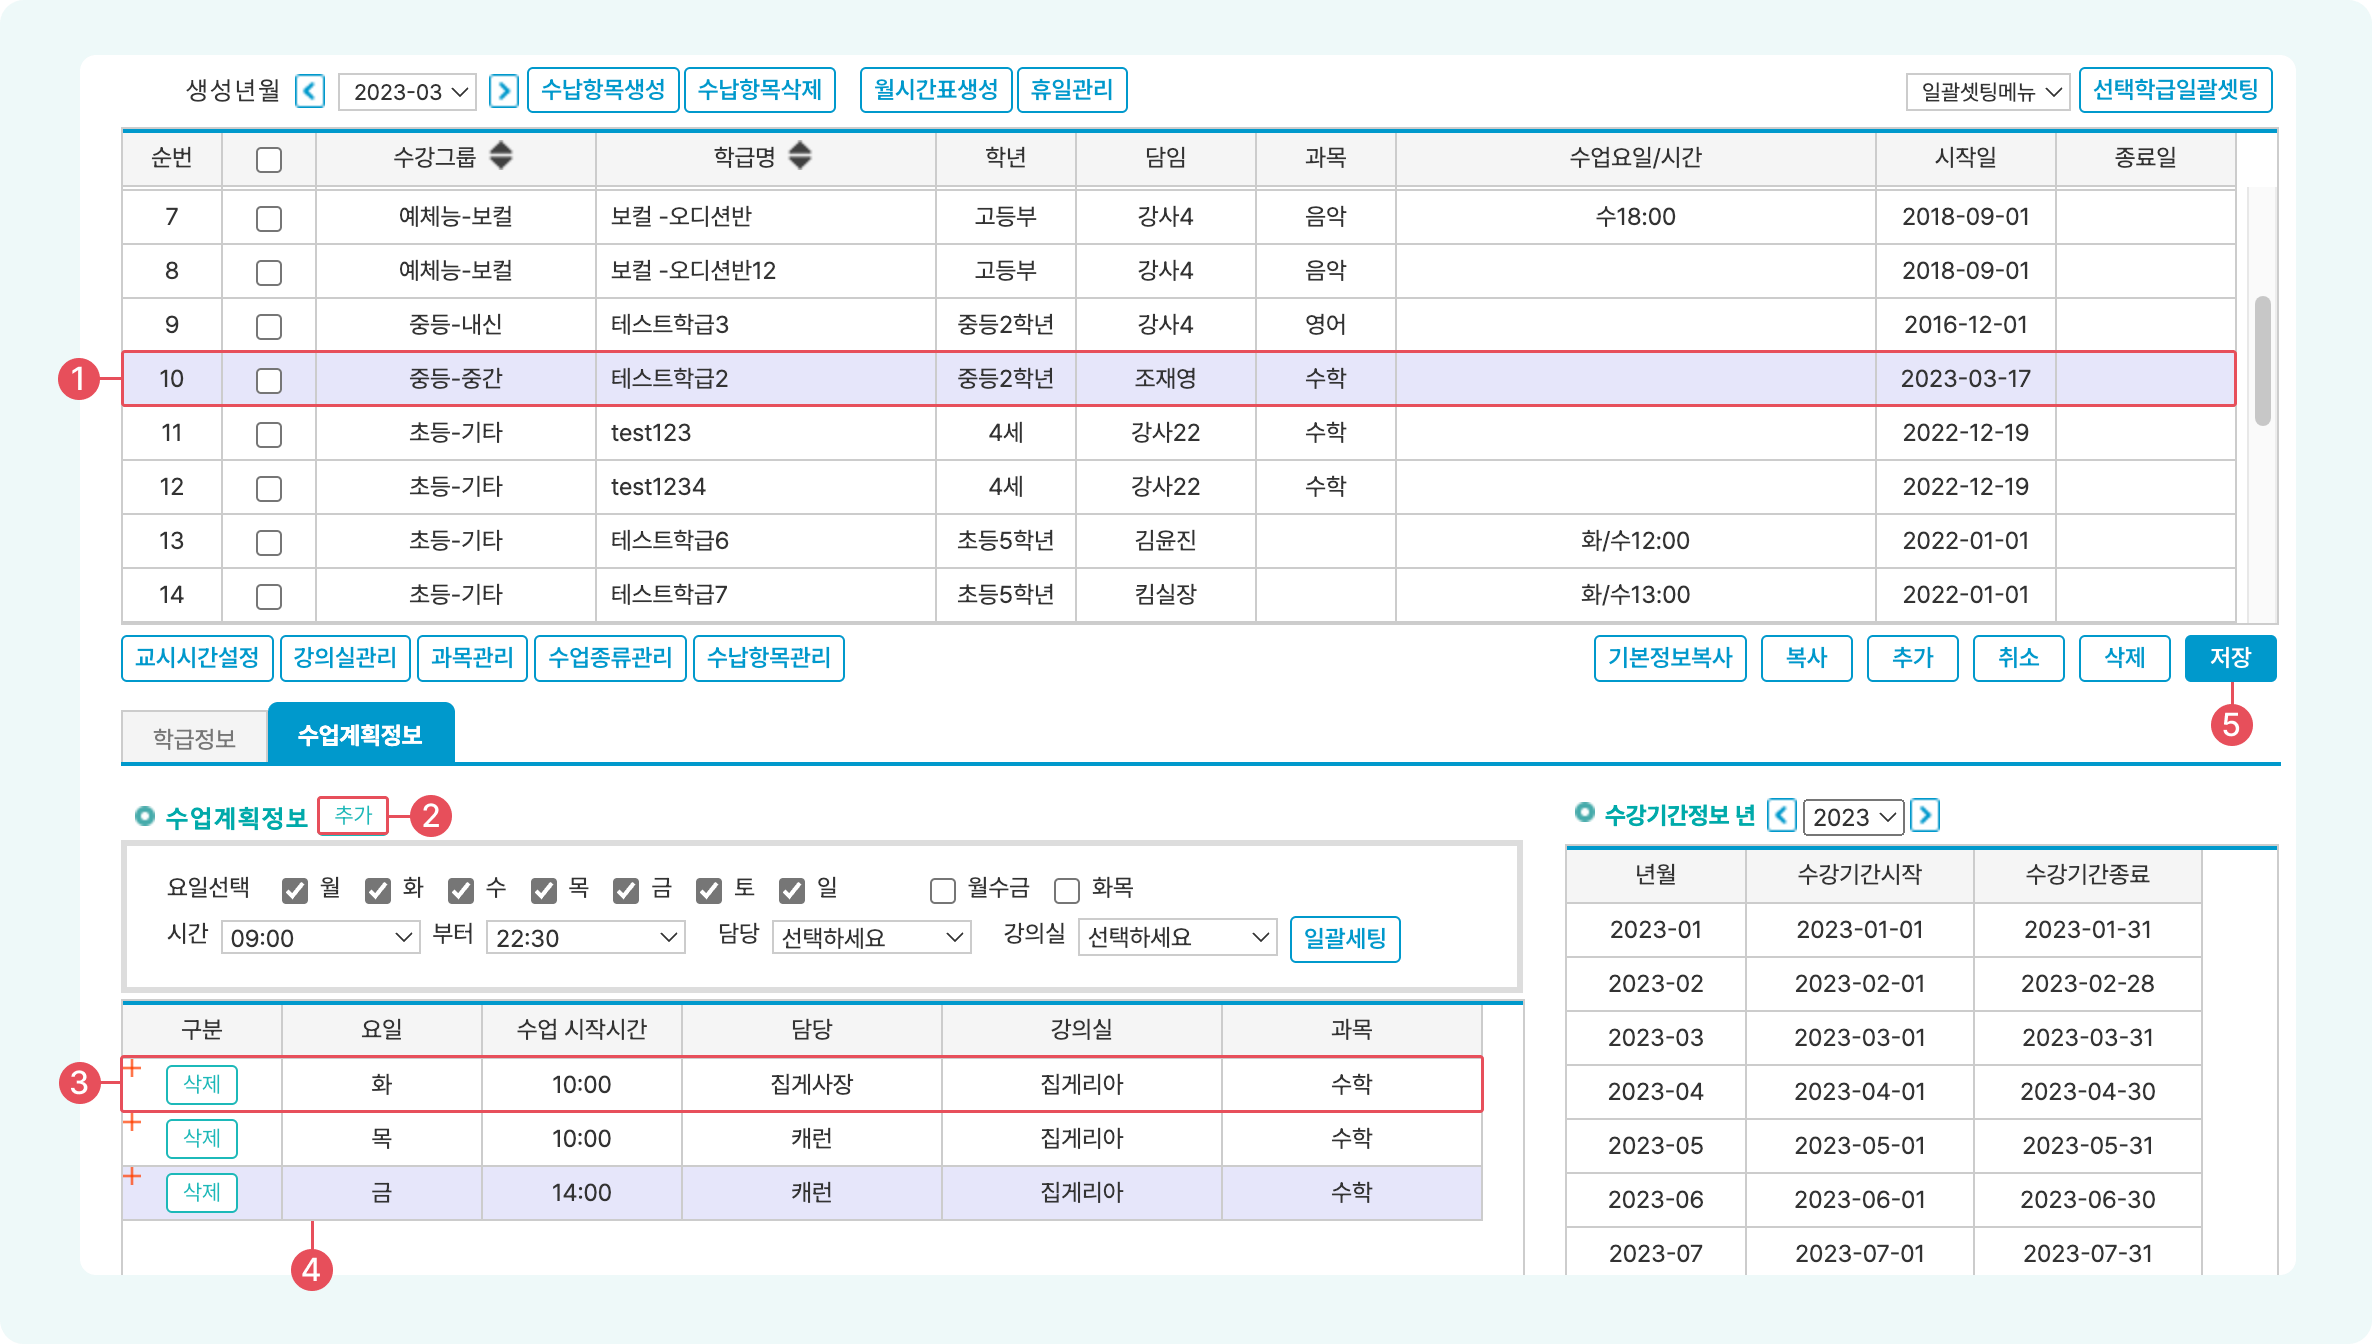 생성년월 2023-03 수납항목생성 수납항목삭제 월시간표생성 휴일관리 일괄셋팅메뉴 선택학급일괄셋팅
순번 수강그룹 학급명 학년 담임 과목 수업요일/시간 시작일 종료일
7 예체능-보컬 보컬 -오디션반 고등부 강사4 음악 수18:00 2018-09-01
8 예체능-보컬 보컬 -오디션반12 고등부 강사4 음악 2018-09-01
9 중등-내신 테스트학급3 중등2학년 강사4 영어 2016-12-01
1 10 중등-중간 테스트학급2 중등2학년 조재영 수학 2023-03-17
11 초등-기타 test123 4세 강사22 수학 2022-12-19
12 초등-기타 test1234 4세 강사22 수학 2022-12-19
13 초등-기타 테스트학급6 초등5학년 김윤진 화/수12:00 2022-01-01
14 초등-기타 테스트학급7 초등5학년 킴실장 화/수13:00 2022-01-01
교시시간설정 강의실관리 과목관리 수업종류관리 수납항목관리 기본정보복사 복사 추가 취소 삭제 저장
5
학급정보 수업계획정보
수업계획정보 추가 2
요일선택 월 화 수 목 금 토 일 월수금 화목
시간 09:00 부터 22:30 담당 선택하세요 강의실 선택하세요 일괄세팅
구분 요일 수업 시작시간 담당 강의실 과목
3 삭제 화 10:00 집게사장 집게리아 수학
삭제 목 10:00 캐런 집게리아 수학
삭제 금 14:00 캐런 집게리아 수학
4
수강기간정보 년 2023
년월 수강기간시작 수강기간종료
2023-01 2023-01-01 2023-01-31
2023-02 2023-02-01 2023-02-28
2023-03 2023-03-01 2023-03-31
2023-04 2023-04-01 2023-04-30
2023-05 2023-05-01 2023-05-31
2023-06 2023-06-01 2023-06-30
2023-07 2023-07-01 2023-07-31